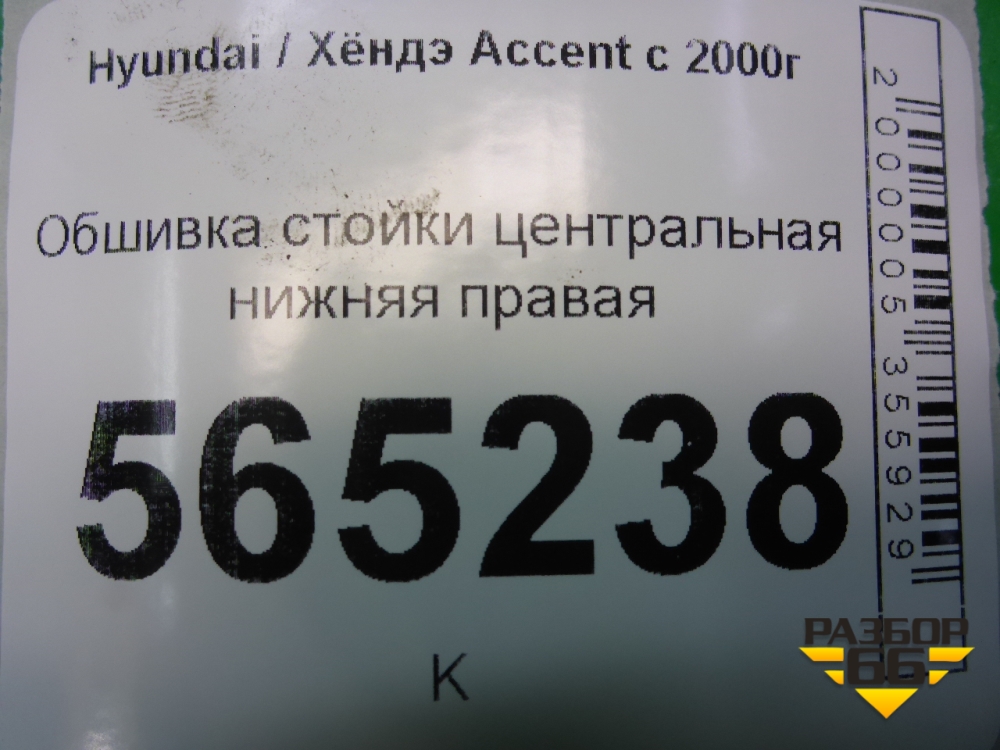 Hyundai / Хёндэ Accent с 2000г
Обшивка стойки центральная
нижняя правая
565238
К
2000005355929
РАЗБОР
66